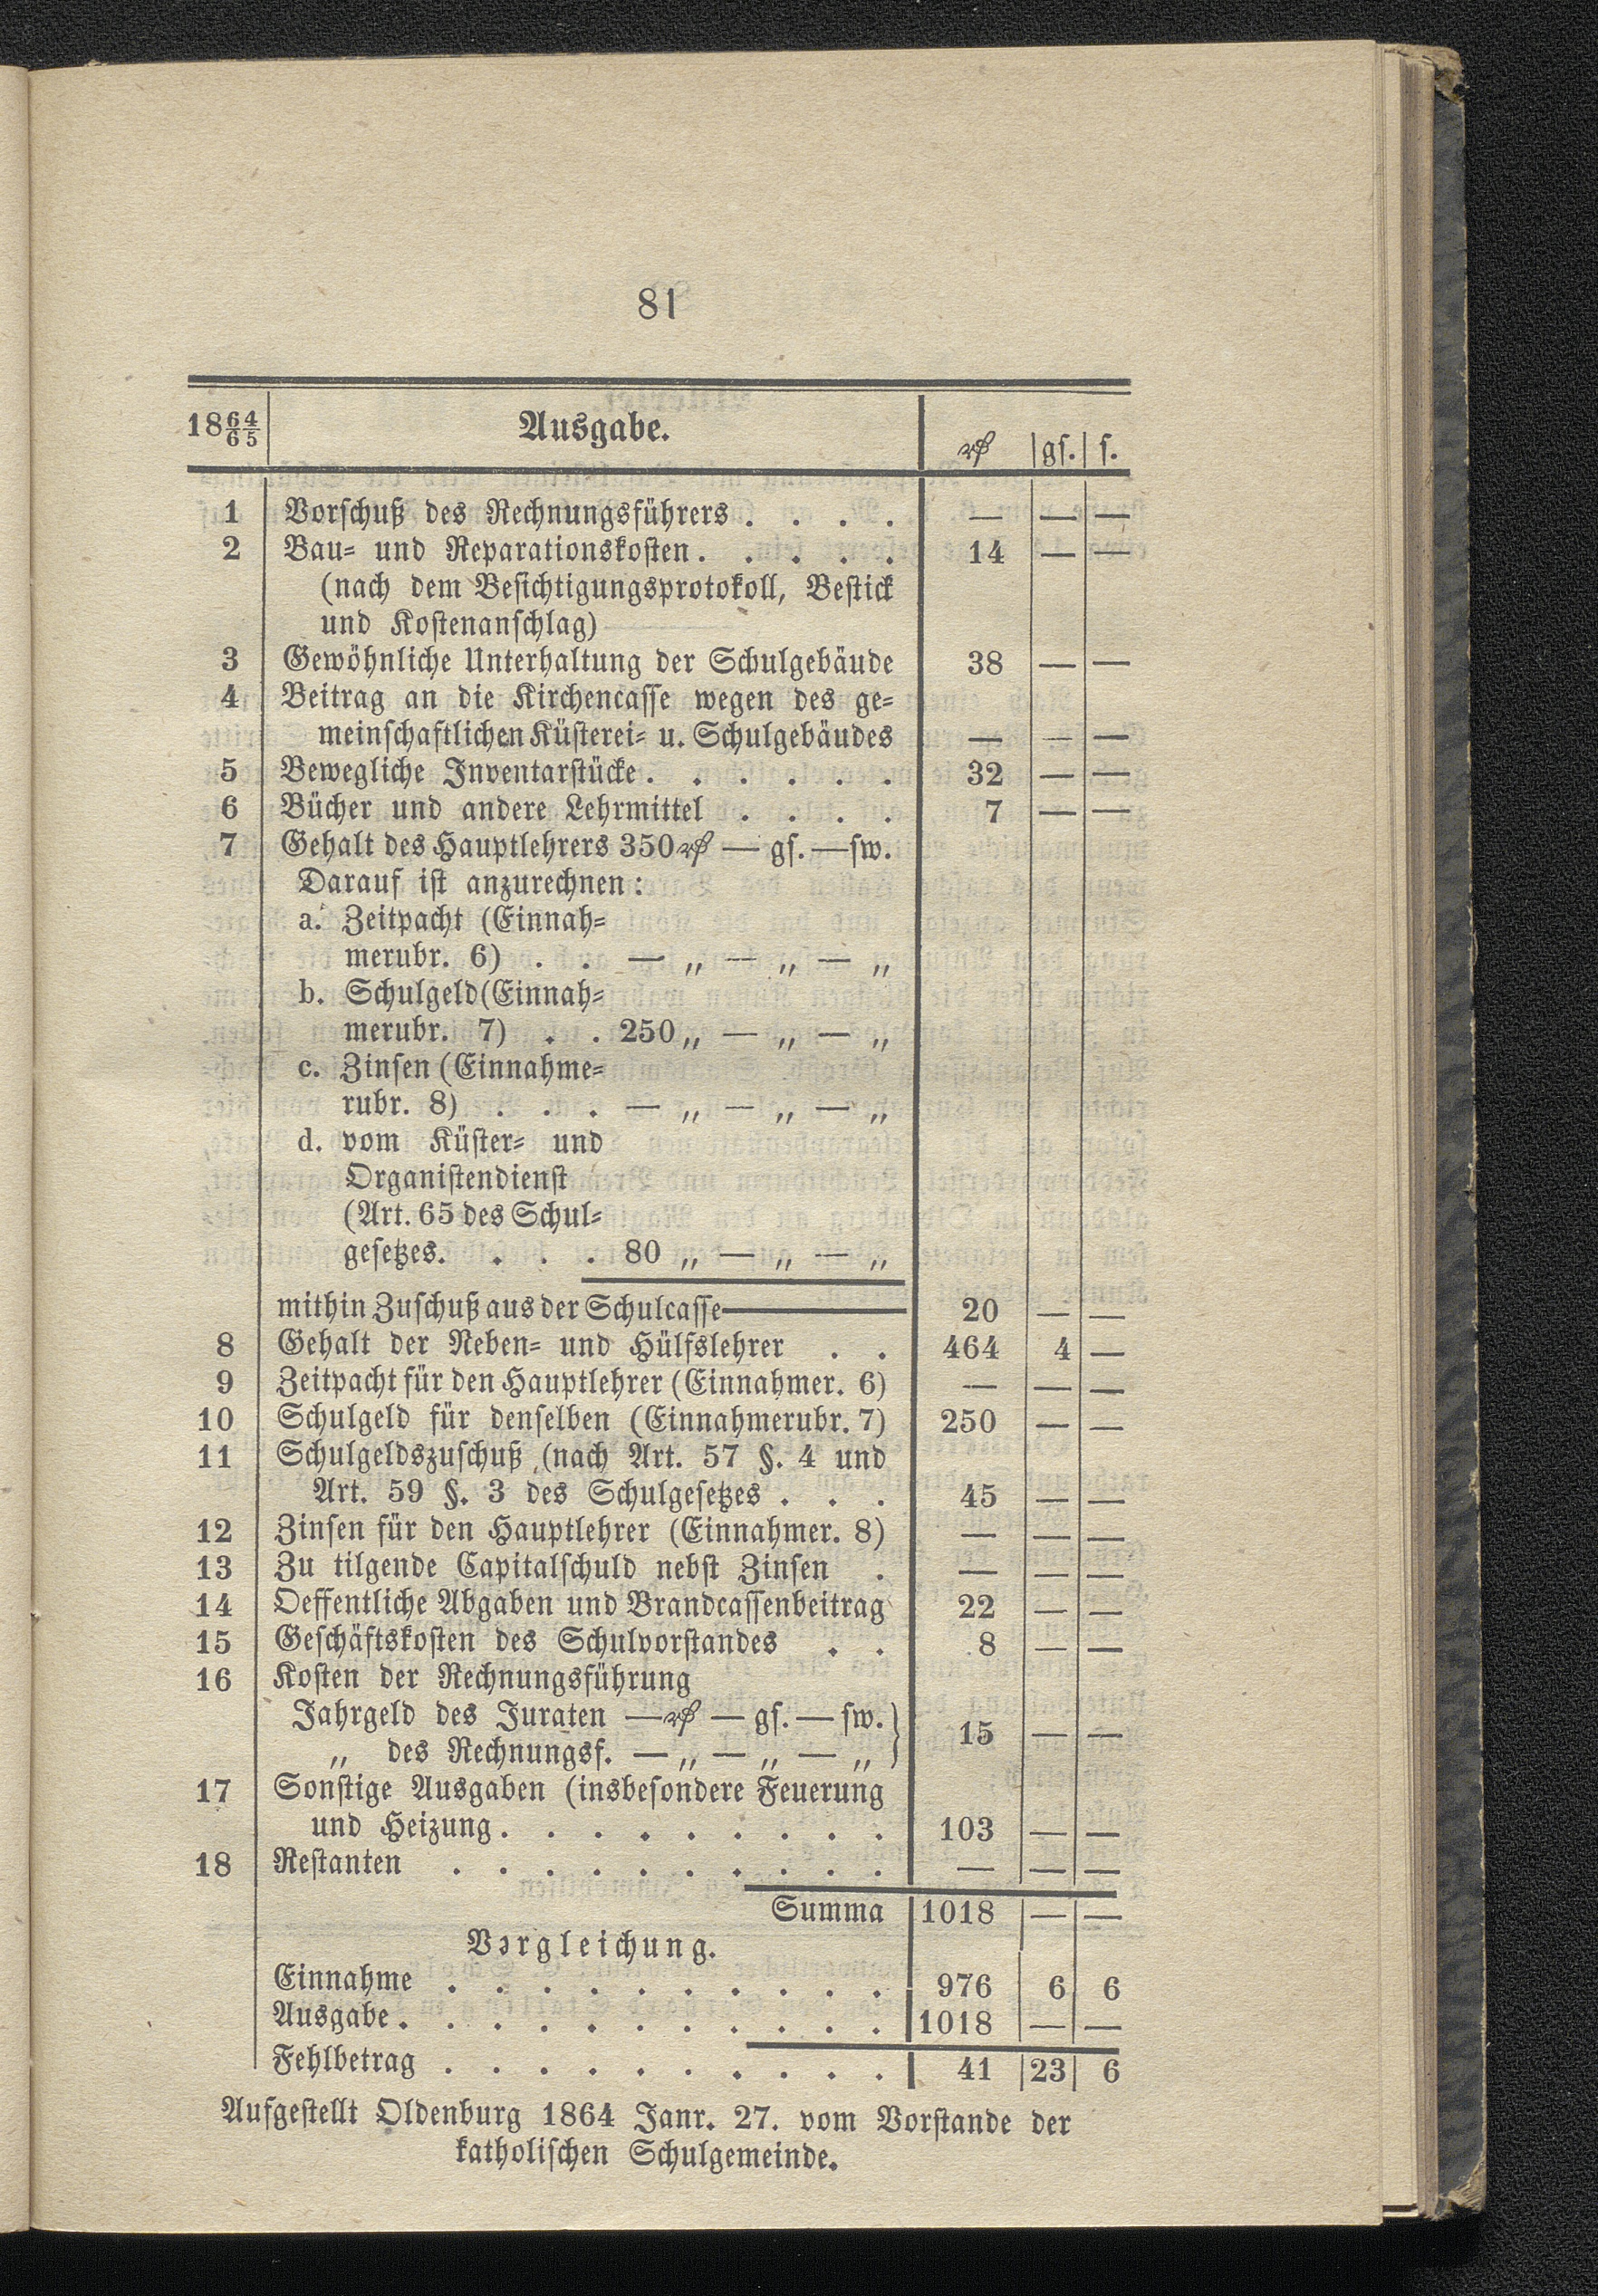 81
1864/65 Ausgabe. ₰ gſ. ſ.
1 Vorſchuß des Rechnungsführers . . . . — — —
2 Bau= und Reparationskoſten . . . . . 14 — —
(nach dem Beſichtigungsprotokoll, Beſtick
und Koſtenanſchlag)
3 Gewöhnliche Unterhaltung der Schulgebäude 38 — —
4 Beitrag an die Kirchencaſſe wegen des ge=
meinſchaftlichen Küſterei= u. Schulgebäudes — — —
5 Bewegliche Inventarſtücke . . . . . . 32 — —
6 Bücher und andere Lehrmittel . . . . 7 — —
7 Gehalt des Hauptlehrers 350 ₰ — gſ. — ſw.
Darauf iſt anzurechnen:
a. Zeitpacht (Einnah=
merubr. 6) . . — „ — „ — „
b. Schulgeld (Einnah=
merubr. 7) . . 250 „ — „ — „
c. Zinſen (Einnahme=
rubr. 8) . . . — „ — „ — „
d. vom Küſter= und
Organiſtendienſt
(Art. 65 des Schul=
geſetzes. . . . 80 „ — „ — „
mithin Zuſchuß aus der Schulcaſſe — 20 — —
8 Gehalt der Neben= und Hülfslehrer . . 464 4 —
9 Zeitpacht für den Hauptlehrer (Einnahmer. 6) — — —
10 Schulgeld für denſelben (Einnahmerubr. 7) 250 — —
11 Schulgeldszuſchuß (nach Art. 57 §. 4 und
Art. 59 §. 3 des Schulgeſetzes . . . 45 — —
12 Zinſen für den Hauptlehrer (Einnahmer. 8) — — —
13 Zu tilgende Capitalſchuld nebſt Zinſen . — — —
14 Oeffentliche Abgaben und Brandcaſſenbeitrag 22 — —
15 Geſchäftskoſten des Schulvorſtandes . . 8 — —
16 Koſten der Rechnungsführung
Jahrgeld des Juraten — ₰ — gſ. — ſw. } 15 — —
„ des Rechnungsf. — „ — „ — „
17 Sonſtige Ausgaben (insbeſondere Feuerung
und Heizung . . . . . . . . . 103 — —
18 Reſtanten . . . . . . . . . . — — —
Summa 1018 — —
Vergleichung.
Einnahme . . . . . . . . . . 976 6 6
Ausgabe . . . . . . . . . . . 1018 — —
Fehlbetrag . . . . . . . . . . 41 23 6
Aufgeſtellt Oldenburg 1864 Janr. 27. vom Vorſtande der
katholiſchen Schulgemeinde.